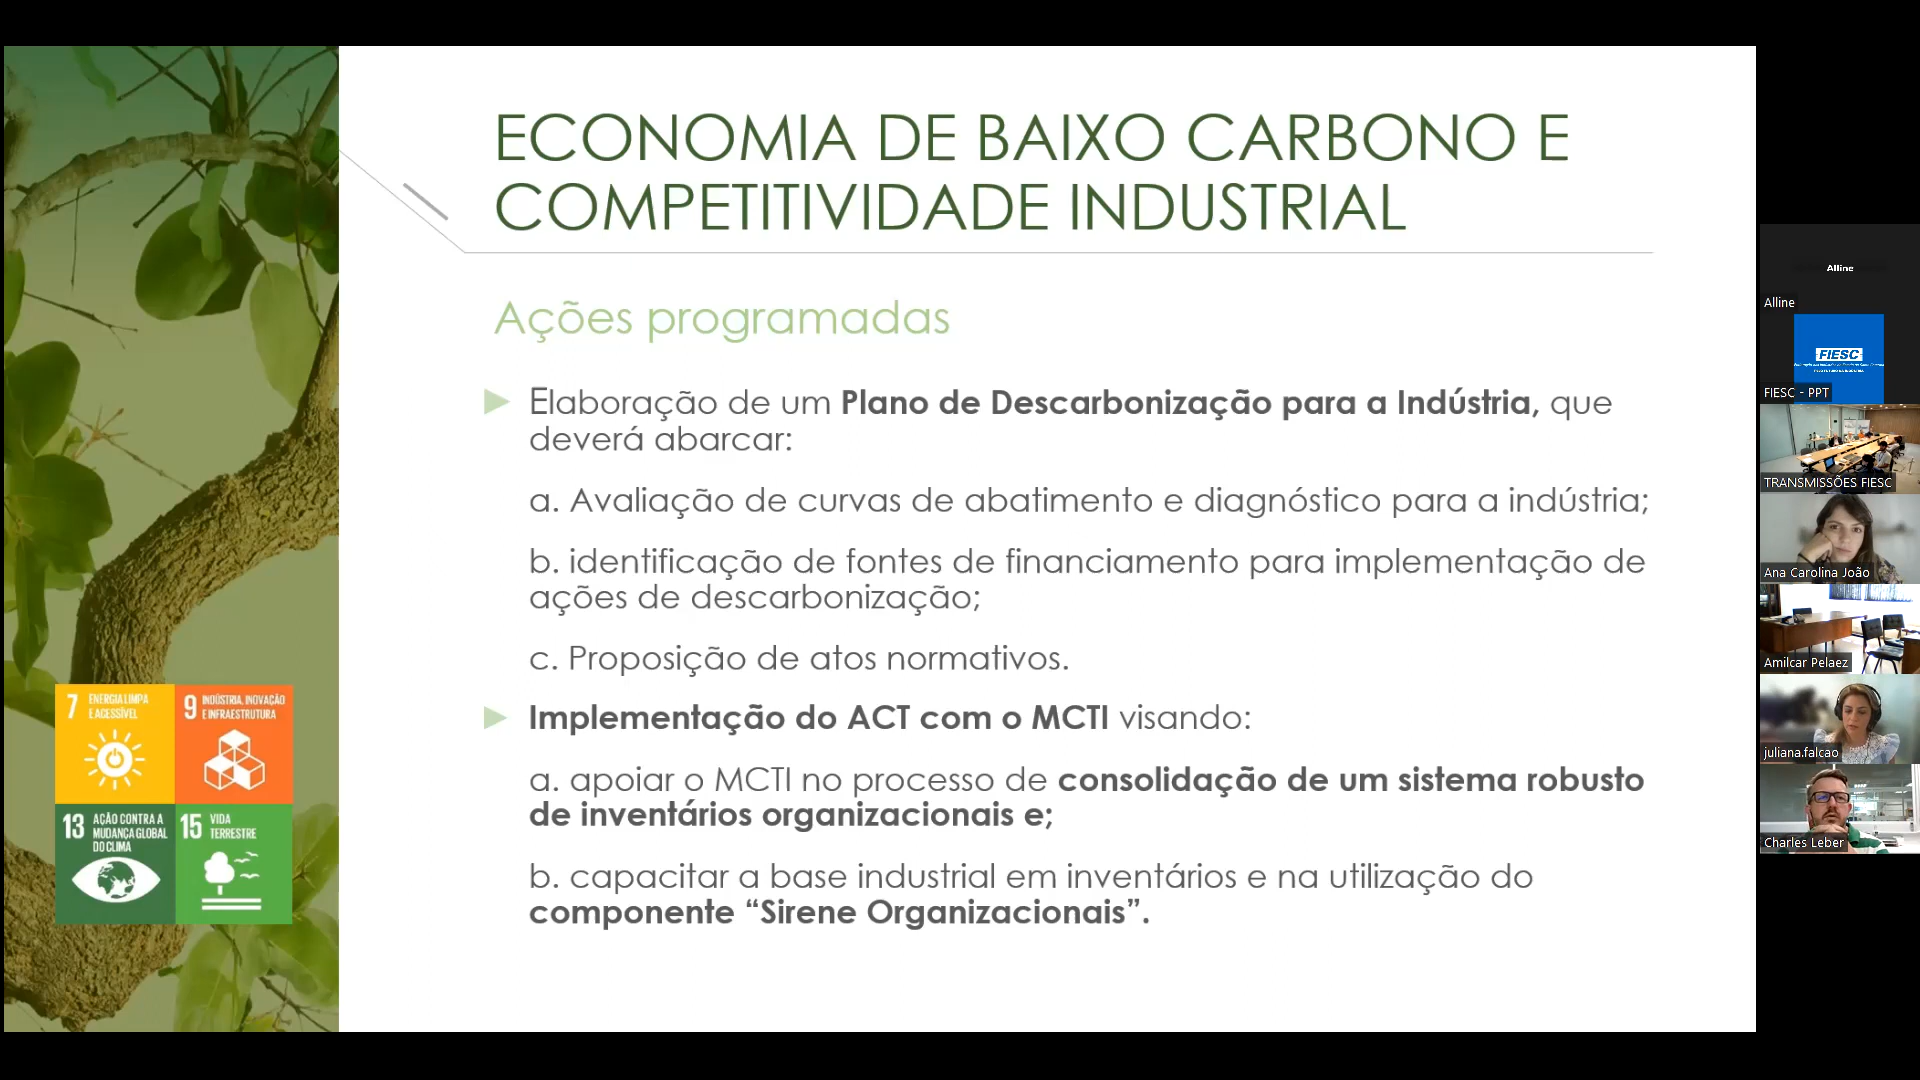 ECONOMIA DE BAIXO CARBONO E
COMPETITIVIDADE INDUSTRIAL
Ações programadas
Elaboração de um Plano de Descarbonização para a Indústria, que
deverá abarcar:
a. Avaliação de curvas de abatimento e diagnóstico para a indústria;
b. identificação de fontes de financiamento para implementação de
ações de descarbonização;
c. Proposição de atos normativos.
Implementação do ACT com o MCTI visando:
a. apoiar o MCTI no processo de consolidação de um sistema robusto
de inventários organizacionais e;
b. capacitar a base industrial em inventários e na utilização do
componente “Sirene Organizacionais”.
7 ENERGIA LIMPA
E ACESSÍVEL
9 INDÚSTRIA, INOVAÇÃO
E INFRAESTRUTURA
13 AÇÃO CONTRA A
MUDANÇA GLOBAL
DO CLIMA
15 VIDA
TERRESTRE
Alline
Alline
FIESC
FIESC - PPT
TRANSMISSÕES FIESC
Ana Carolina João
Amilcar Pelaez
juliana.falcao
Charles Leber